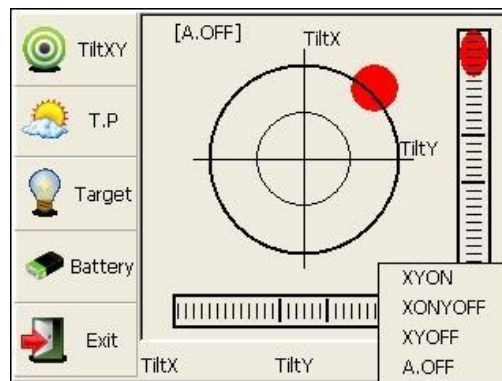 TiltXY
T.P
Target
Battery
Exit
[A.OFF]
TiltX
TiltY
XYON
XONYOFF
XYOFF
A.OFF
TiltX TiltY